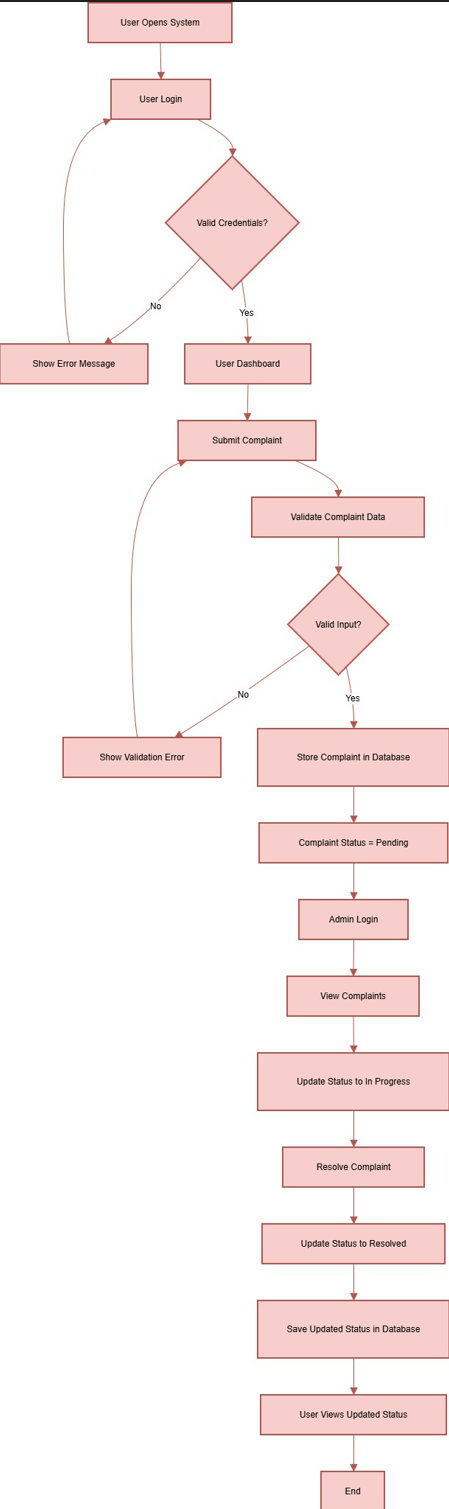 User Opens System
User Login
Valid Credentials?
No
Yes
Show Error Message
User Dashboard
Submit Complaint
Validate Complaint Data
Valid Input?
No
Yes
Show Validation Error
Store Complaint in Database
Complaint Status = Pending
Admin Login
View Complaints
Update Status to In Progress
Resolve Complaint
Update Status to Resolved
Save Updated Status in Database
User Views Updated Status
End